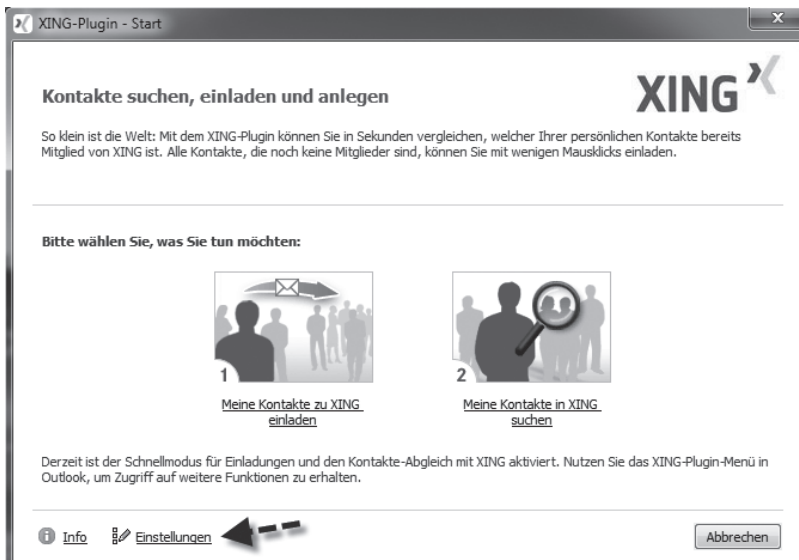 XING-Plugin - Start
Kontakte suchen, einladen und anlegen
XING
So klein ist die Welt: Mit dem XING-Plugin können Sie in Sekunden vergleichen, welcher Ihrer persönlichen Kontakte bereits
Mitglied von XING ist. Alle Kontakte, die noch keine Mitglieder sind, können Sie mit wenigen Mausklicks einladen.
Bitte wählen Sie, was Sie tun möchten:
1
Meine Kontakte zu XING
einladen
2
Meine Kontakte in XING
suchen
Derzeit ist der Schnellmodus für Einladungen und den Kontakte-Abgleich mit XING aktiviert. Nutzen Sie das XING-Plugin-Menü in
Outlook, um Zugriff auf weitere Funktionen zu erhalten.
Info Einstellungen
Abbrechen